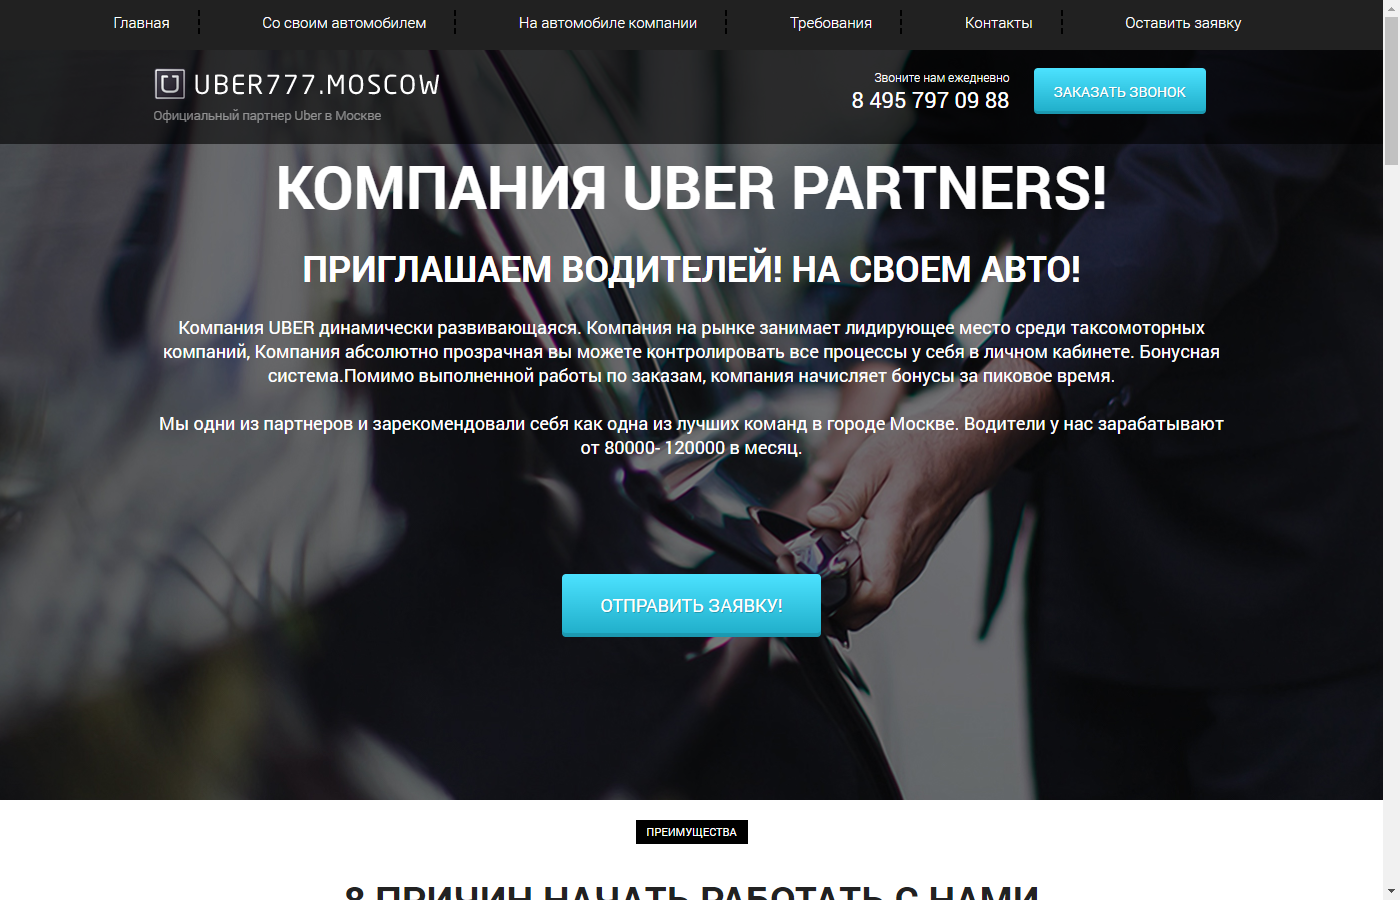 Главная
Со своим автомобилем
На автомобиле компании
Требования
Контакты
Оставить заявку
UBER777.MOSCOW
Официальный партнер Uber в Москве
Звоните нам ежедневно
8 495 797 09 88
ЗАКАЗАТЬ ЗВОНОК
КОМПАНИЯ UBER PARTNERS!
ПРИГЛАШАЕМ ВОДИТЕЛЕЙ! НА СВОЕМ АВТО!
Компания UBER динамически развивающаяся. Компания на рынке занимает лидирующее место среди таксомоторных
компаний, Компания абсолютно прозрачная вы можете контролировать все процессы у себя в личном кабинете. Бонусная
система.Помимо выполненной работы по заказам, компания начисляет бонусы за пиковое время.
Мы одни из партнеров и зарекомендовали себя как одна из лучших команд в городе Москве. Водители у нас зарабатывают
от 80000- 120000 в месяц.
ОТПРАВИТЬ ЗАЯВКУ!
ПРЕИМУЩЕСТВА
8 ПРИЧИН НАЧАТЬ РАБОТАТЬ С НАМИ